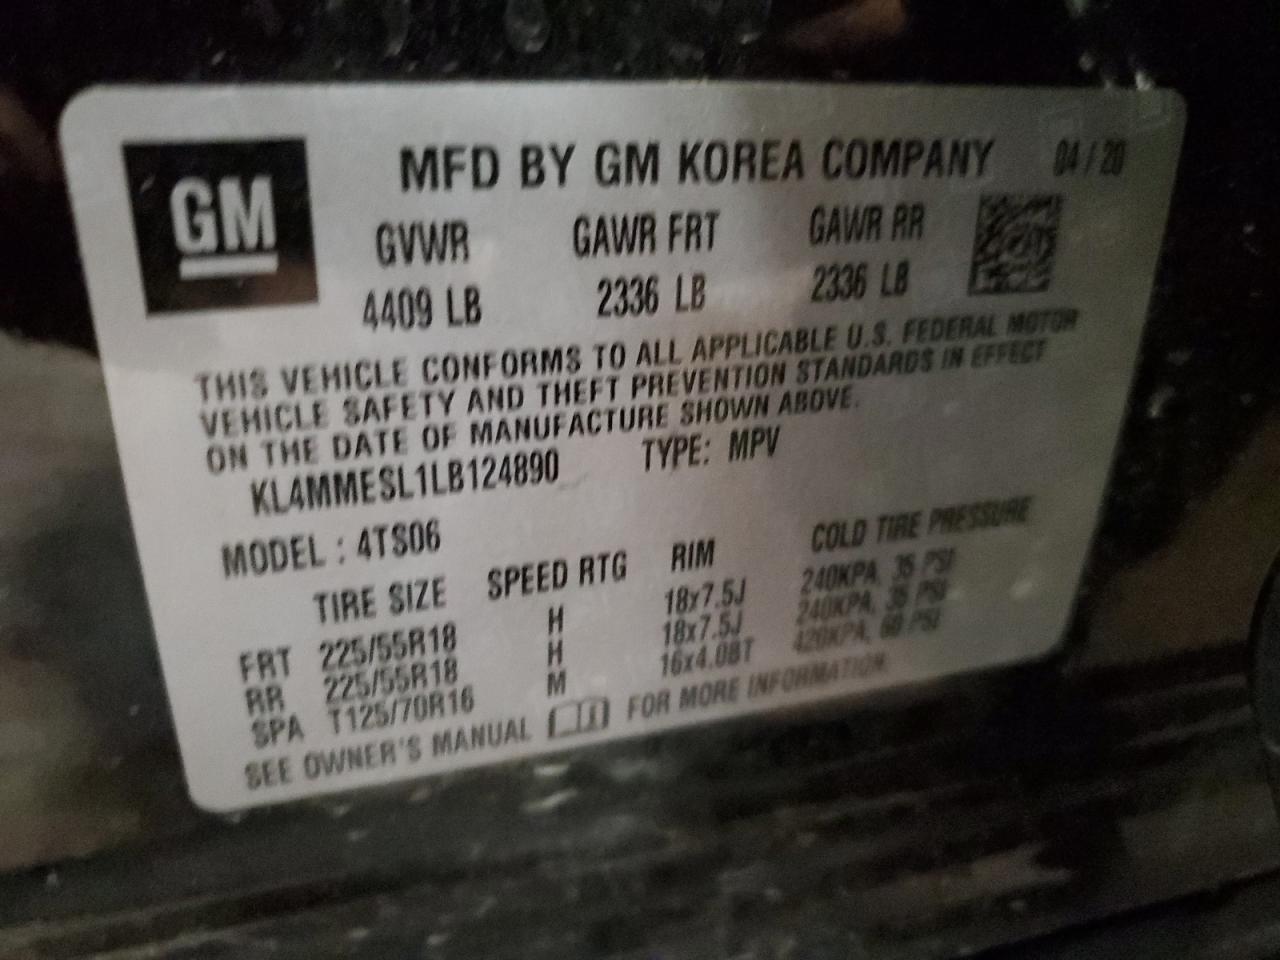 GM
MFD BY GM KOREA COMPANY 04 / 20
GVWR GAWR FRT GAWR RR
4409 LB 2336 LB 2336 LB
THIS VEHICLE CONFORMS TO ALL APPLICABLE U.S. FEDERAL MOTOR
VEHICLE SAFETY AND THEFT PREVENTION STANDARDS IN EFFECT
ON THE DATE OF MANUFACTURE SHOWN ABOVE.
KL4MMESL1LB124890 TYPE: MPV
MODEL : 4TS06
TIRE SIZE SPEED RTG RIM COLD TIRE PRESSURE
FRT 225/55R18 H 18x7.5J 240KPA, 35 PSI
RR 225/55R18 H 18x7.5J 240KPA, 35 PSI
SPA T125/70R16 M 16x4.0BT 420KPA, 60 PSI
SEE OWNER'S MANUAL FOR MORE INFORMATION.